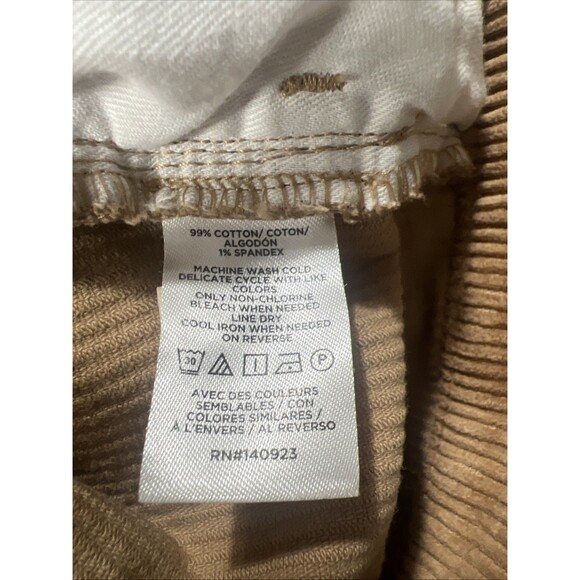 99% COTTON/ COTON/
ALGODÓN
1% SPANDEX
MACHINE WASH COLD
DELICATE CYCLE WITH LIKE
COLORS
ONLY NON-CHLORINE
BLEACH WHEN NEEDED
LINE DRY
COOL IRON WHEN NEEDED
ON REVERSE
30 P
AVEC DES COULEURS
SEMBLABLES / CON
COLORES SIMILARES /
À L'ENVERS / AL REVERSO
RN#140923